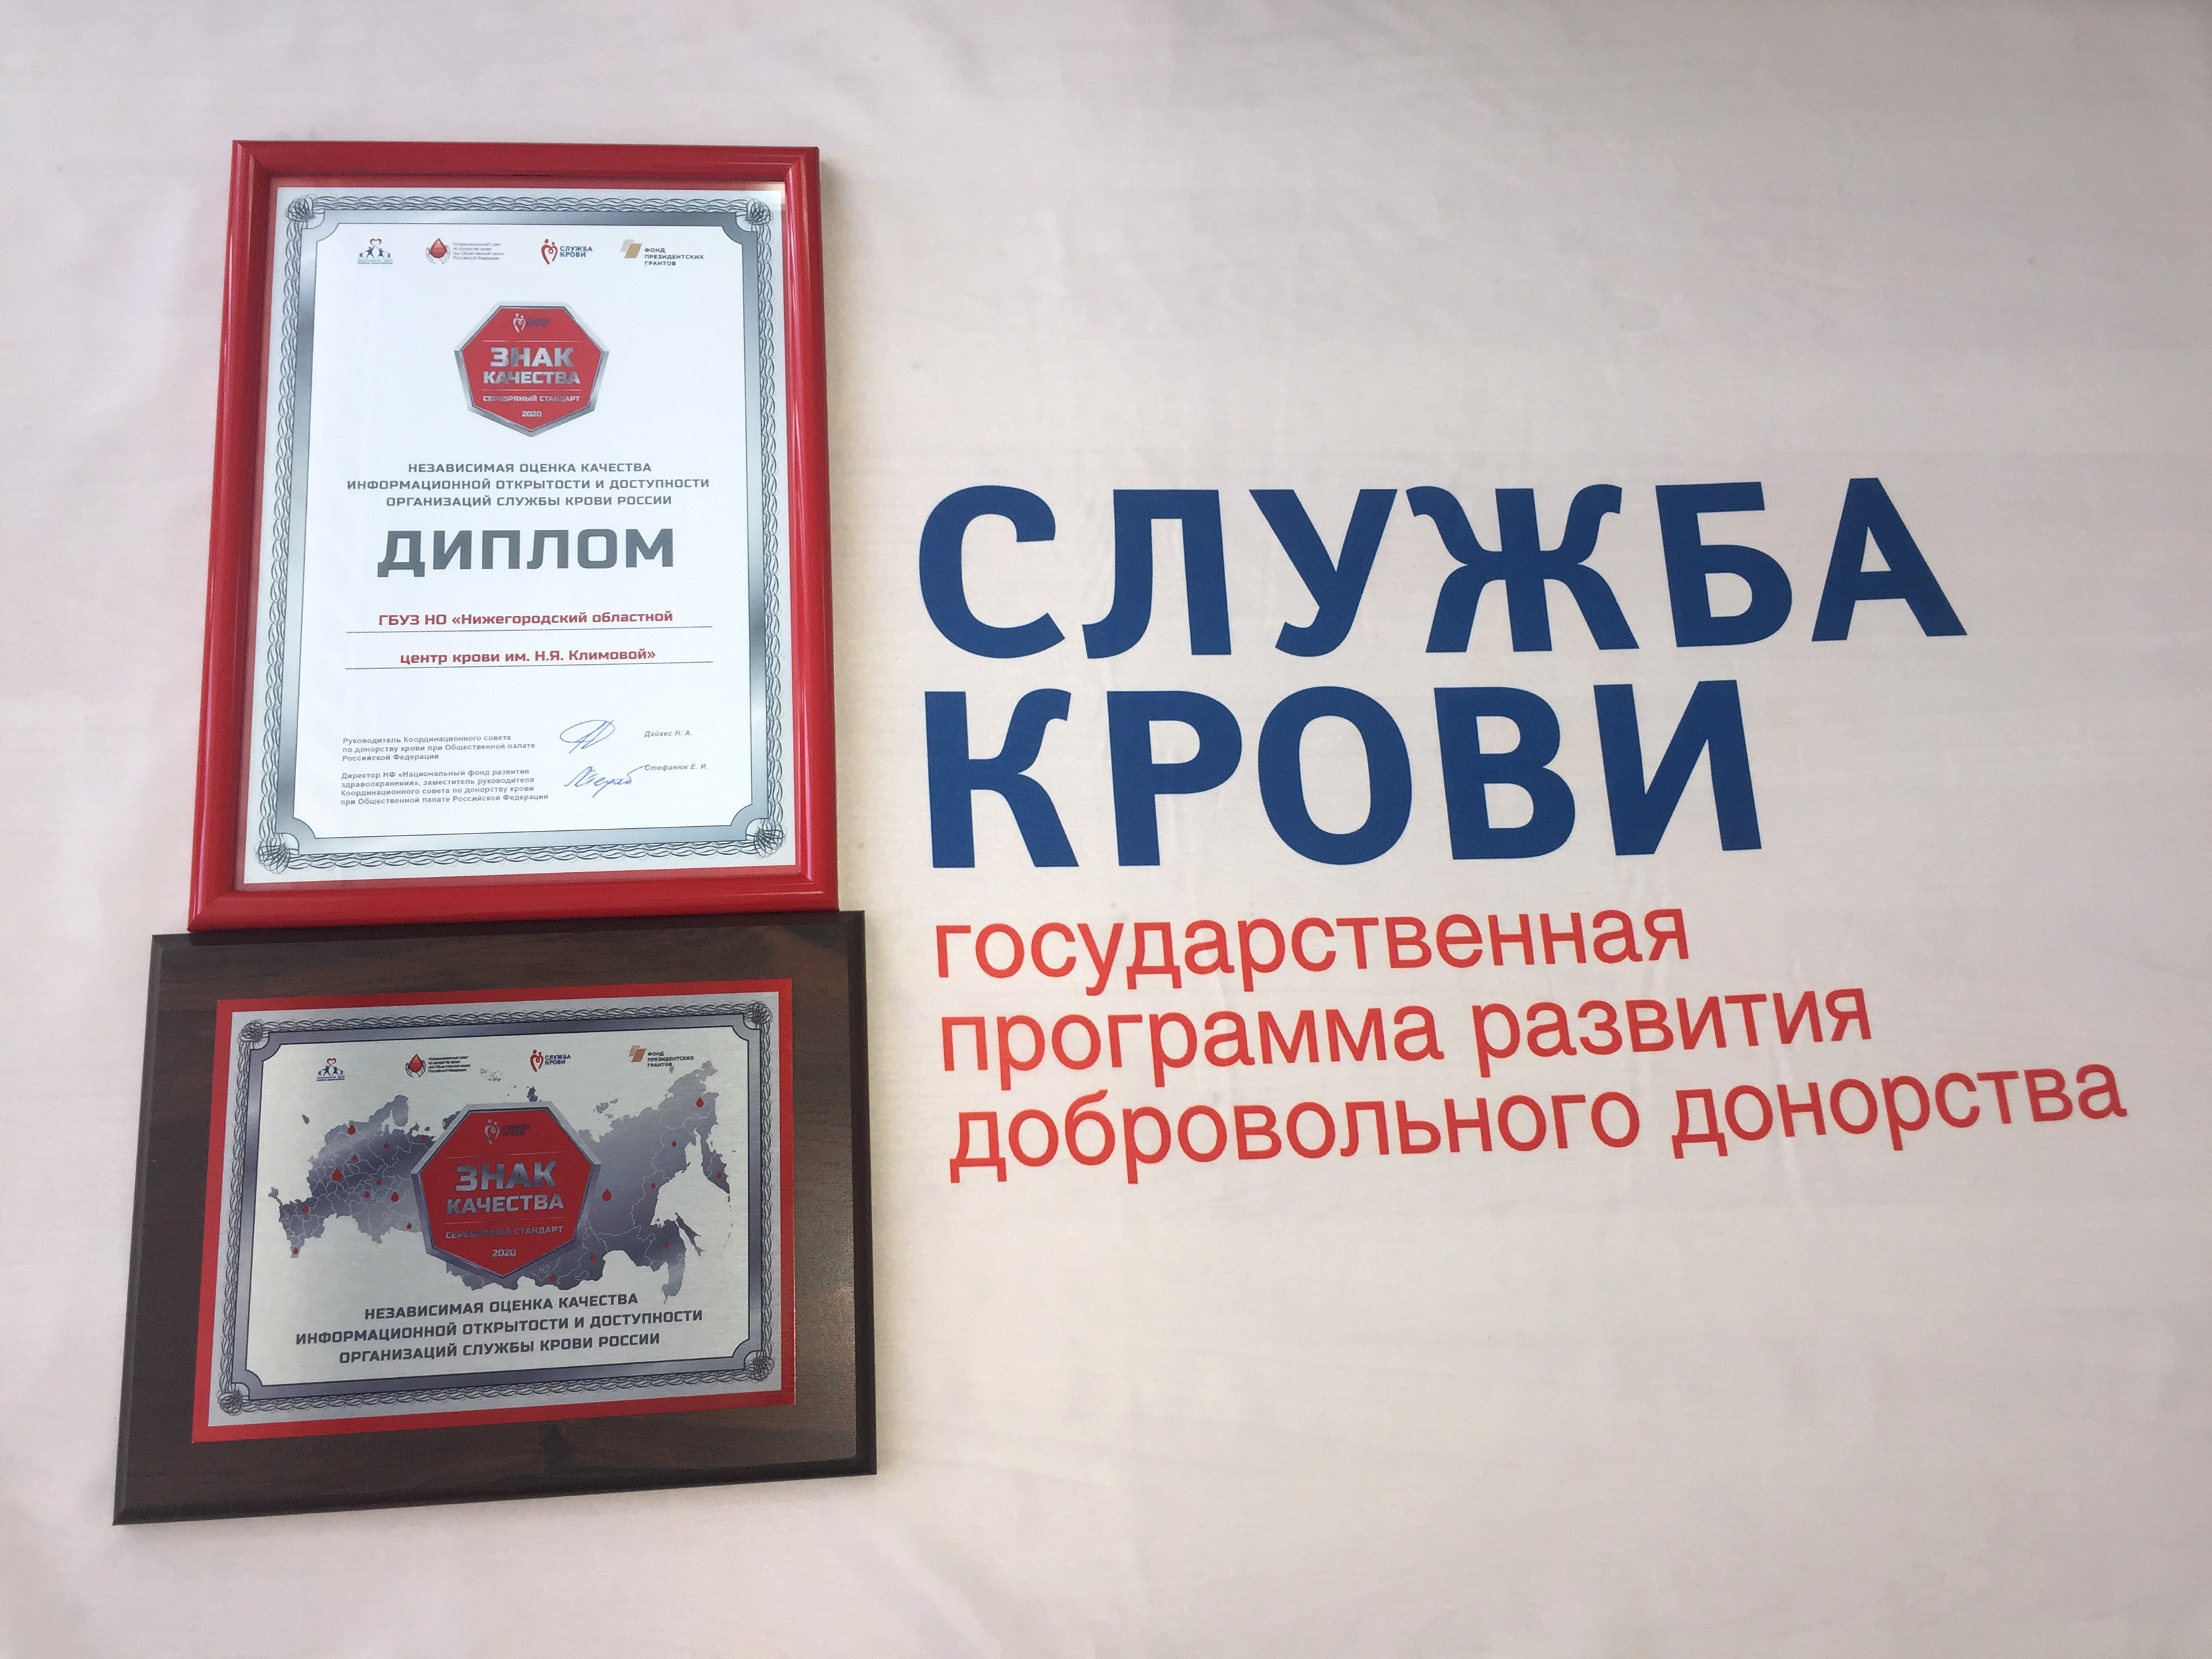 СЛУЖБА
КРОВИ
ФОНД
ПРЕЗИДЕНТСКИХ
ГРАНТОВ
ЗНАК
КАЧЕСТВА
СЕРЕБРЯНЫЙ СТАНДАРТ
2020
НЕЗАВИСИМАЯ ОЦЕНКА КАЧЕСТВА
ИНФОРМАЦИОННОЙ ОТКРЫТОСТИ И ДОСТУПНОСТИ
ОРГАНИЗАЦИЙ СЛУЖБЫ КРОВИ РОССИИ
ДИПЛОМ
ГБУЗ НО «Нижегородский областной
центр крови им. Н.Я. Климовой»
Руководитель Координационного совета
по донорству крови при Общественной палате
Российской Федерации
Дайхес Н. А.
Директор НФ «Национальный фонд развития
здравоохранения», заместитель руководителя
Координационного совета по донорству крови
при Общественной палате Российской Федерации
Стефанюк Е. И.
СЛУЖБА
КРОВИ
ФОНД
ПРЕЗИДЕНТСКИХ
ГРАНТОВ
СЛУЖБА
КРОВИ
ЗНАК
КАЧЕСТВА
СЕРЕБРЯНЫЙ СТАНДАРТ
2020
НЕЗАВИСИМАЯ ОЦЕНКА КАЧЕСТВА
ИНФОРМАЦИОННОЙ ОТКРЫТОСТИ И ДОСТУПНОСТИ
ОРГАНИЗАЦИЙ СЛУЖБЫ КРОВИ РОССИИ
СЛУЖБА
КРОВИ
государственная
программа развития
добровольного донорства